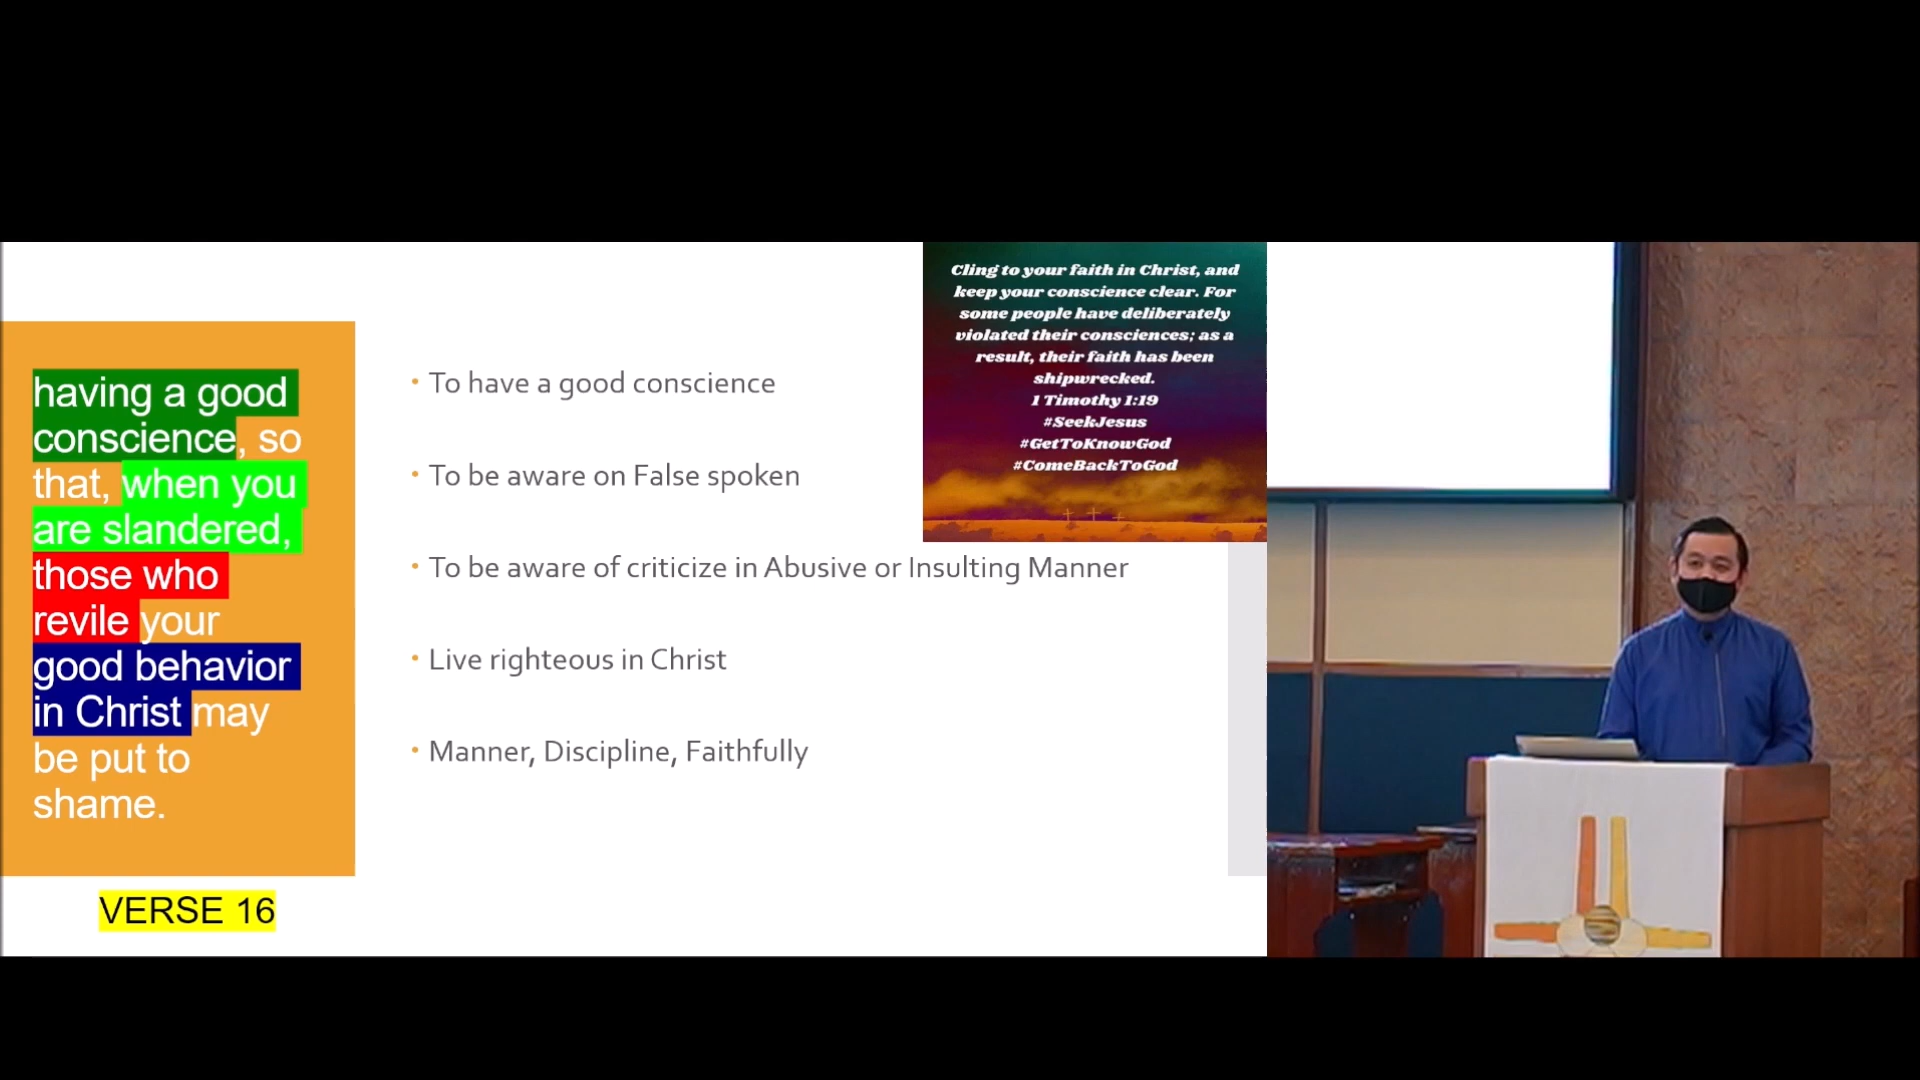 having a good
conscience, so
that, when you
are slandered,
those who
revile your
good behavior
in Christ may
be put to
shame.
VERSE 16
• To have a good conscience
• To be aware on False spoken
• To be aware of criticize in Abusive or Insulting Manner
• Live righteous in Christ
• Manner, Discipline, Faithfully
Cling to your faith in Christ, and
keep your conscience clear. For
some people have deliberately
violated their consciences; as a
result, their faith has been
shipwrecked.
1 Timothy 1:19
#SeekJesus
#GetToKnowGod
#ComeBackToGod